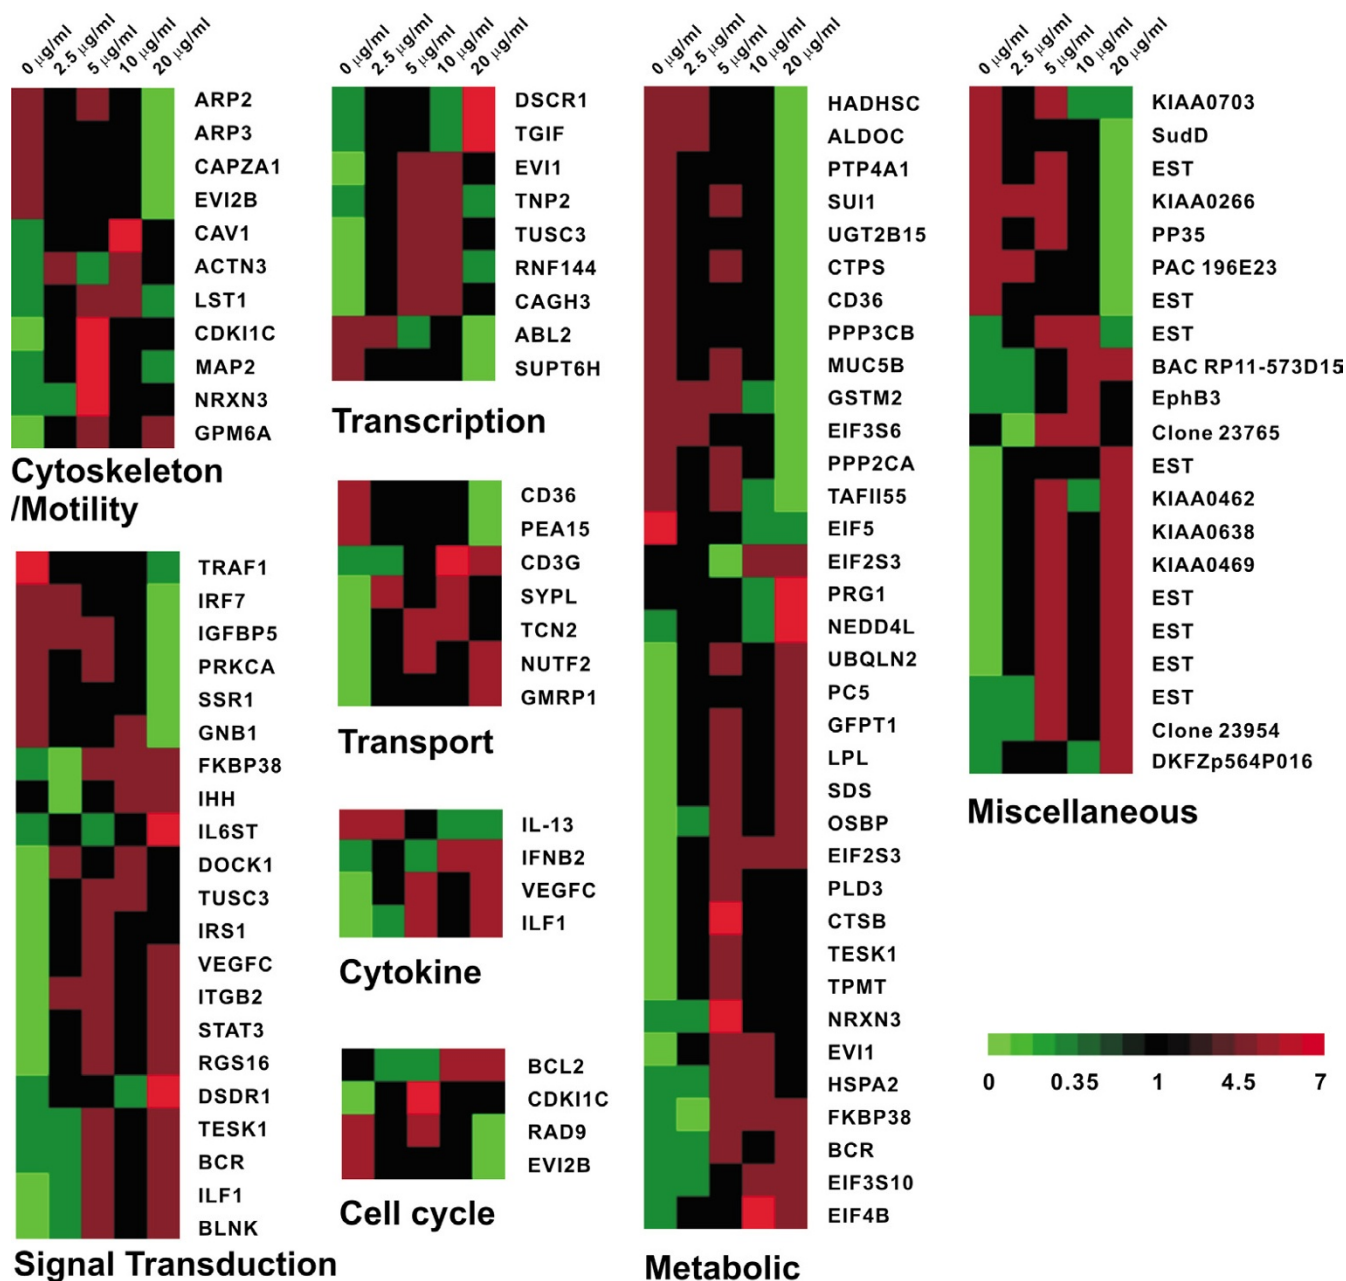 0 μg/ml
2.5 μg/ml
5 μg/ml
10 μg/ml
20 μg/ml
ARP2
ARP3
CAPZA1
EVI2B
CAV1
ACTN3
LST1
CDKI1C
MAP2
NRXN3
GPM6A
Cytoskeleton
/Motility
TRAF1
IRF7
IGFBP5
PRKCA
SSR1
GNB1
FKBP38
IHH
IL6ST
DOCK1
TUSC3
IRS1
VEGFC
ITGB2
STAT3
RGS16
DSDR1
TESK1
BCR
ILF1
BLNK
Signal Transduction
0 μg/ml
2.5 μg/ml
5 μg/ml
10 μg/ml
20 μg/ml
DSCR1
TGIF
EVI1
TNP2
TUSC3
RNF144
CAGH3
ABL2
SUPT6H
Transcription
CD36
PEA15
CD3G
SYPL
TCN2
NUTF2
GMRP1
Transport
IL-13
IFNB2
VEGFC
ILF1
Cytokine
BCL2
CDKI1C
RAD9
EVI2B
Cell cycle
0 μg/ml
2.5 μg/ml
5 μg/ml
10 μg/ml
20 μg/ml
HADHSC
ALDOC
PTP4A1
SUI1
UGT2B15
CTPS
CD36
PPP3CB
MUC5B
GSTM2
EIF3S6
PPP2CA
TAFII55
EIF5
EIF2S3
PRG1
NEDD4L
UBQLN2
PC5
GFPT1
LPL
SDS
OSBP
EIF2S3
PLD3
CTSB
TESK1
TPMT
NRXN3
EVI1
HSPA2
FKBP38
BCR
EIF3S10
EIF4B
Metabolic
0 μg/ml
2.5 μg/ml
5 μg/ml
10 μg/ml
20 μg/ml
KIAA0703
SudD
EST
KIAA0266
PP35
PAC 196E23
EST
EST
BAC RP11-573D15
EphB3
Clone 23765
EST
KIAA0462
KIAA0638
KIAA0469
EST
EST
EST
EST
Clone 23954
DKFZp564P016
Miscellaneous
0 0.35 1 4.5 7